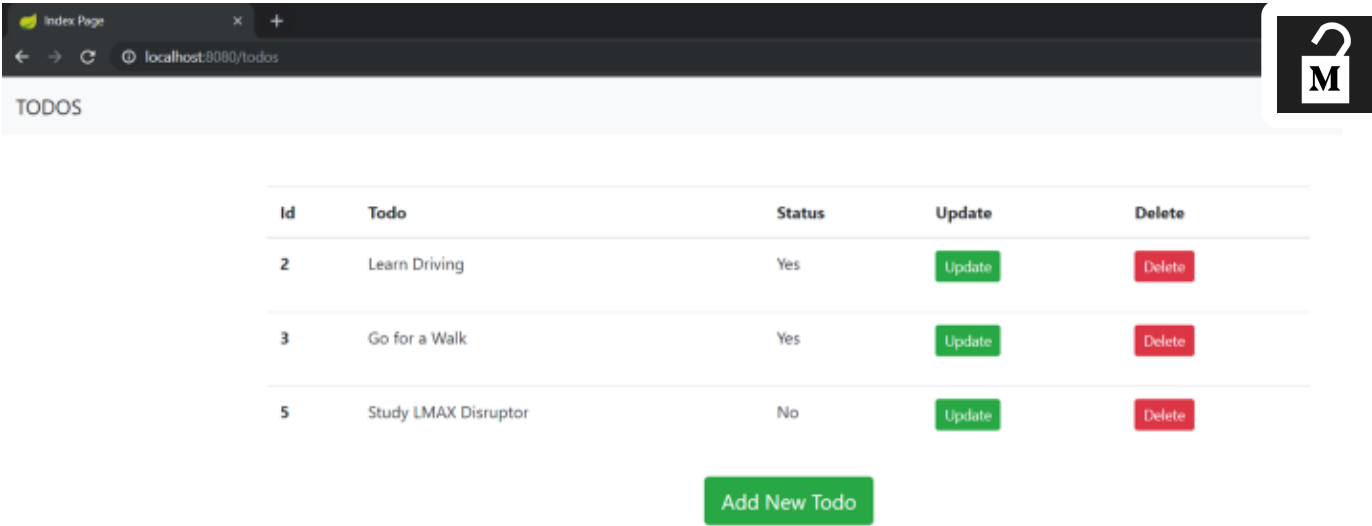 Index Page
localhost:8080/todos
M
TODOS
Id Todo Status Update Delete
2 Learn Driving Yes Update Delete
3 Go for a Walk Yes Update Delete
5 Study LMAX Disruptor No Update Delete
Add New Todo